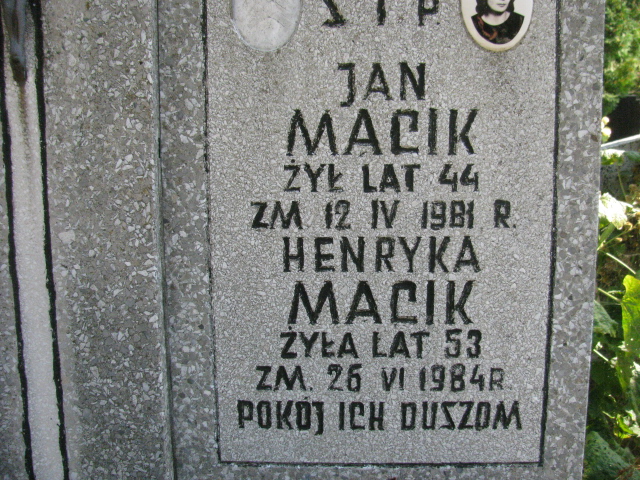 Ś T P.
JAN
MACIK
ŻYŁ LAT 44
ZM. 12 IV 1981 R.
HENRYKA
MACIK
ŻYŁA LAT 53
ZM. 26 VI 1984 R.
POKÓJ ICH DUSZOM